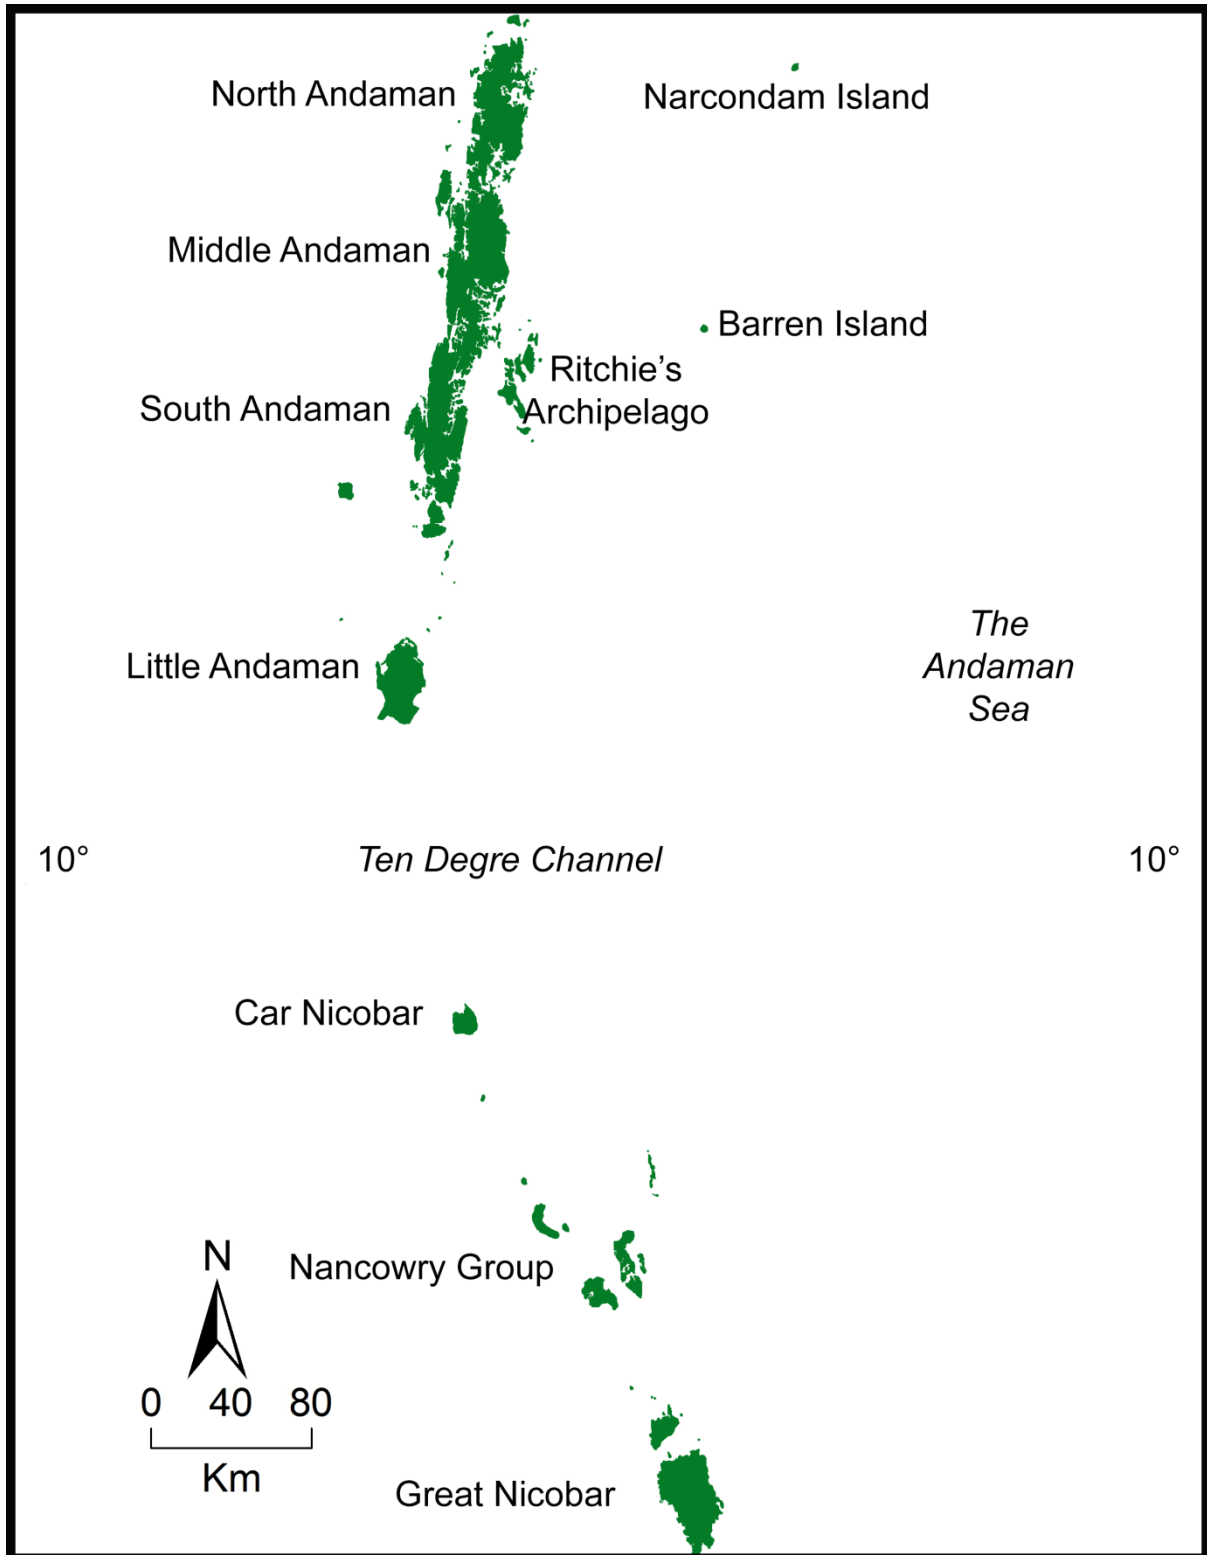 North Andaman
Narcondam Island
Middle Andaman
Barren Island
Ritchie’s
Archipelago
South Andaman
The
Andaman
Sea
Little Andaman
10°
Ten Degre Channel
10°
Car Nicobar
N
Nancowry Group
0 40 80
Km
Great Nicobar